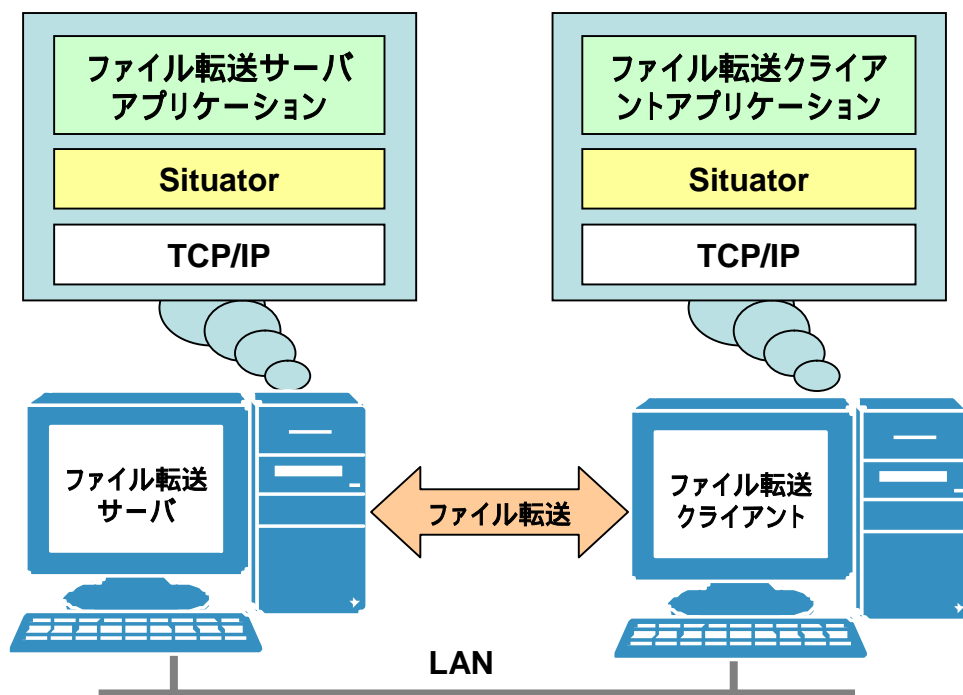 ファイル転送サーバ
アプリケーション
Situator
TCP/IP
ファイル転送クライア
ントアプリケーション
Situator
TCP/IP
ファイル転送
サーバ
ファイル転送
ファイル転送
クライアント
LAN